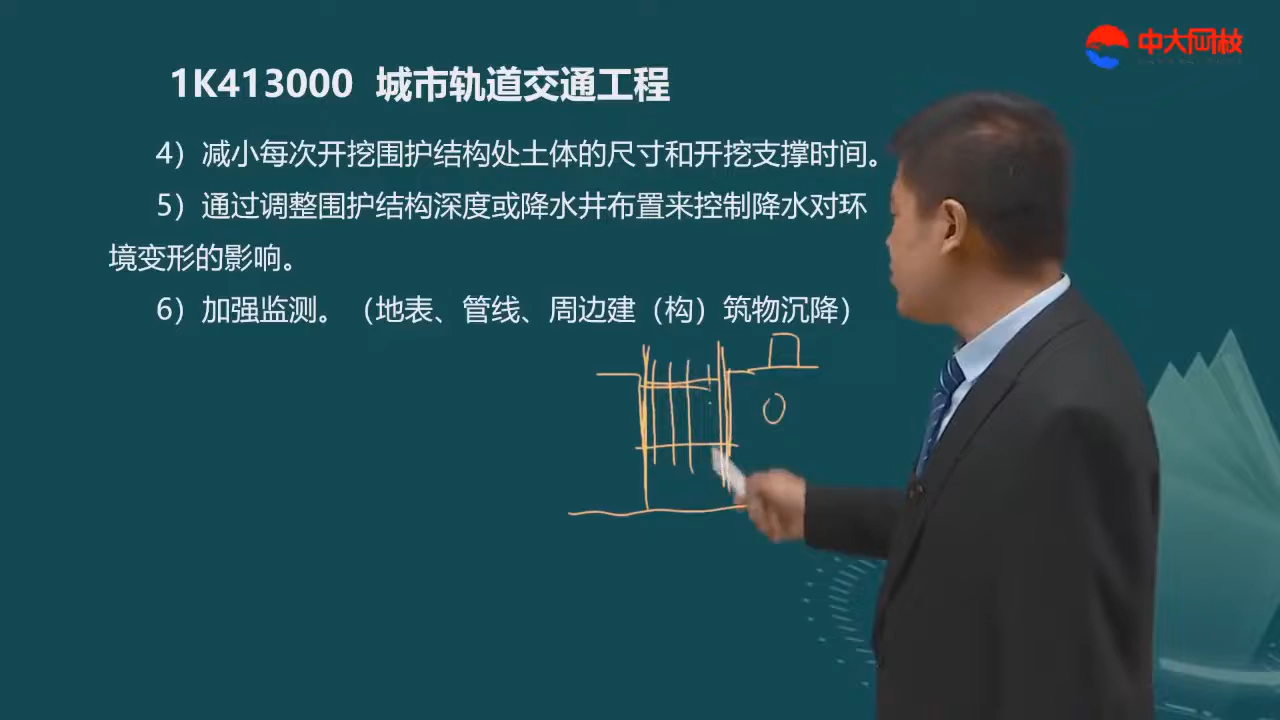 中大网校
1K413000 城市轨道交通工程
4）减小每次开挖围护结构处土体的尺寸和开挖支撑时间。
5）通过调整围护结构深度或降水井布置来控制降水对环
境变形的影响。
6）加强监测。（地表、管线、周边建（构）筑物沉降）